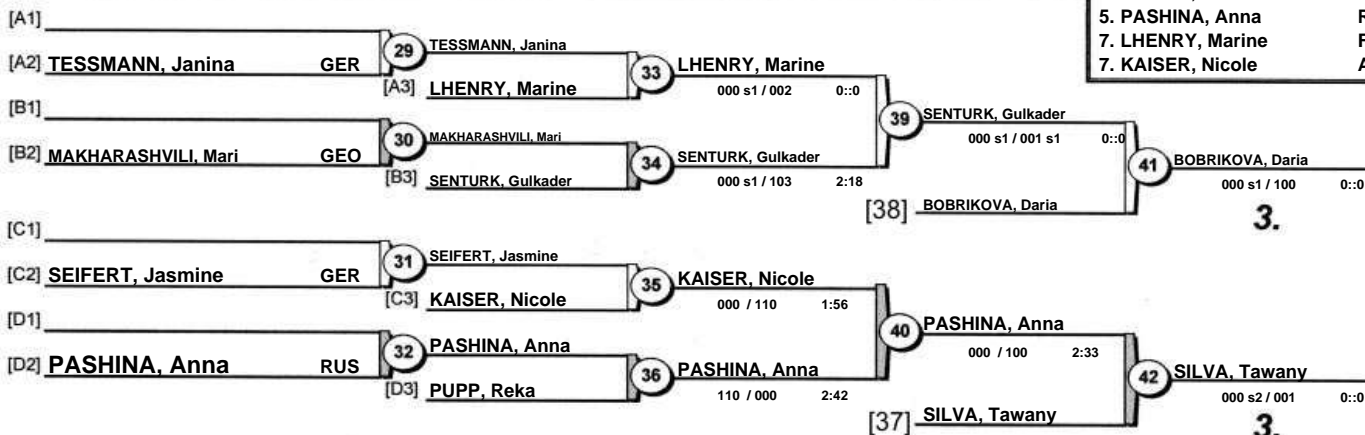 5. PASHINA, Anna R
7. LHENRY, Marine F
7. KAISER, Nicole A
[A1]
[A2] TESSMANN, Janina GER
29
TESSMANN, Janina
[A3] LHENRY, Marine
33
LHENRY, Marine
000 s1 / 002 0::0
[B1]
[B2] MAKHARASHVILI, Mari GEO
30
MAKHARASHVILI, Mari
[B3] SENTURK, Gulkader
34
SENTURK, Gulkader
000 s1 / 103 2:18
39
SENTURK, Gulkader
000 s1 / 001 s1 0::0
[38] BOBRIKOVA, Daria
41
BOBRIKOVA, Daria
000 s1 / 100 0::0
3.
[C1]
[C2] SEIFERT, Jasmine GER
31
SEIFERT, Jasmine
[C3] KAISER, Nicole
35
KAISER, Nicole
000 / 110 1:56
[D1]
[D2] PASHINA, Anna RUS
32
PASHINA, Anna
[D3] PUPP, Reka
36
PASHINA, Anna
110 / 000 2:42
40
PASHINA, Anna
000 / 100 2:33
[37] SILVA, Tawany
42
SILVA, Tawany
000 s2 / 001 0::0
3.